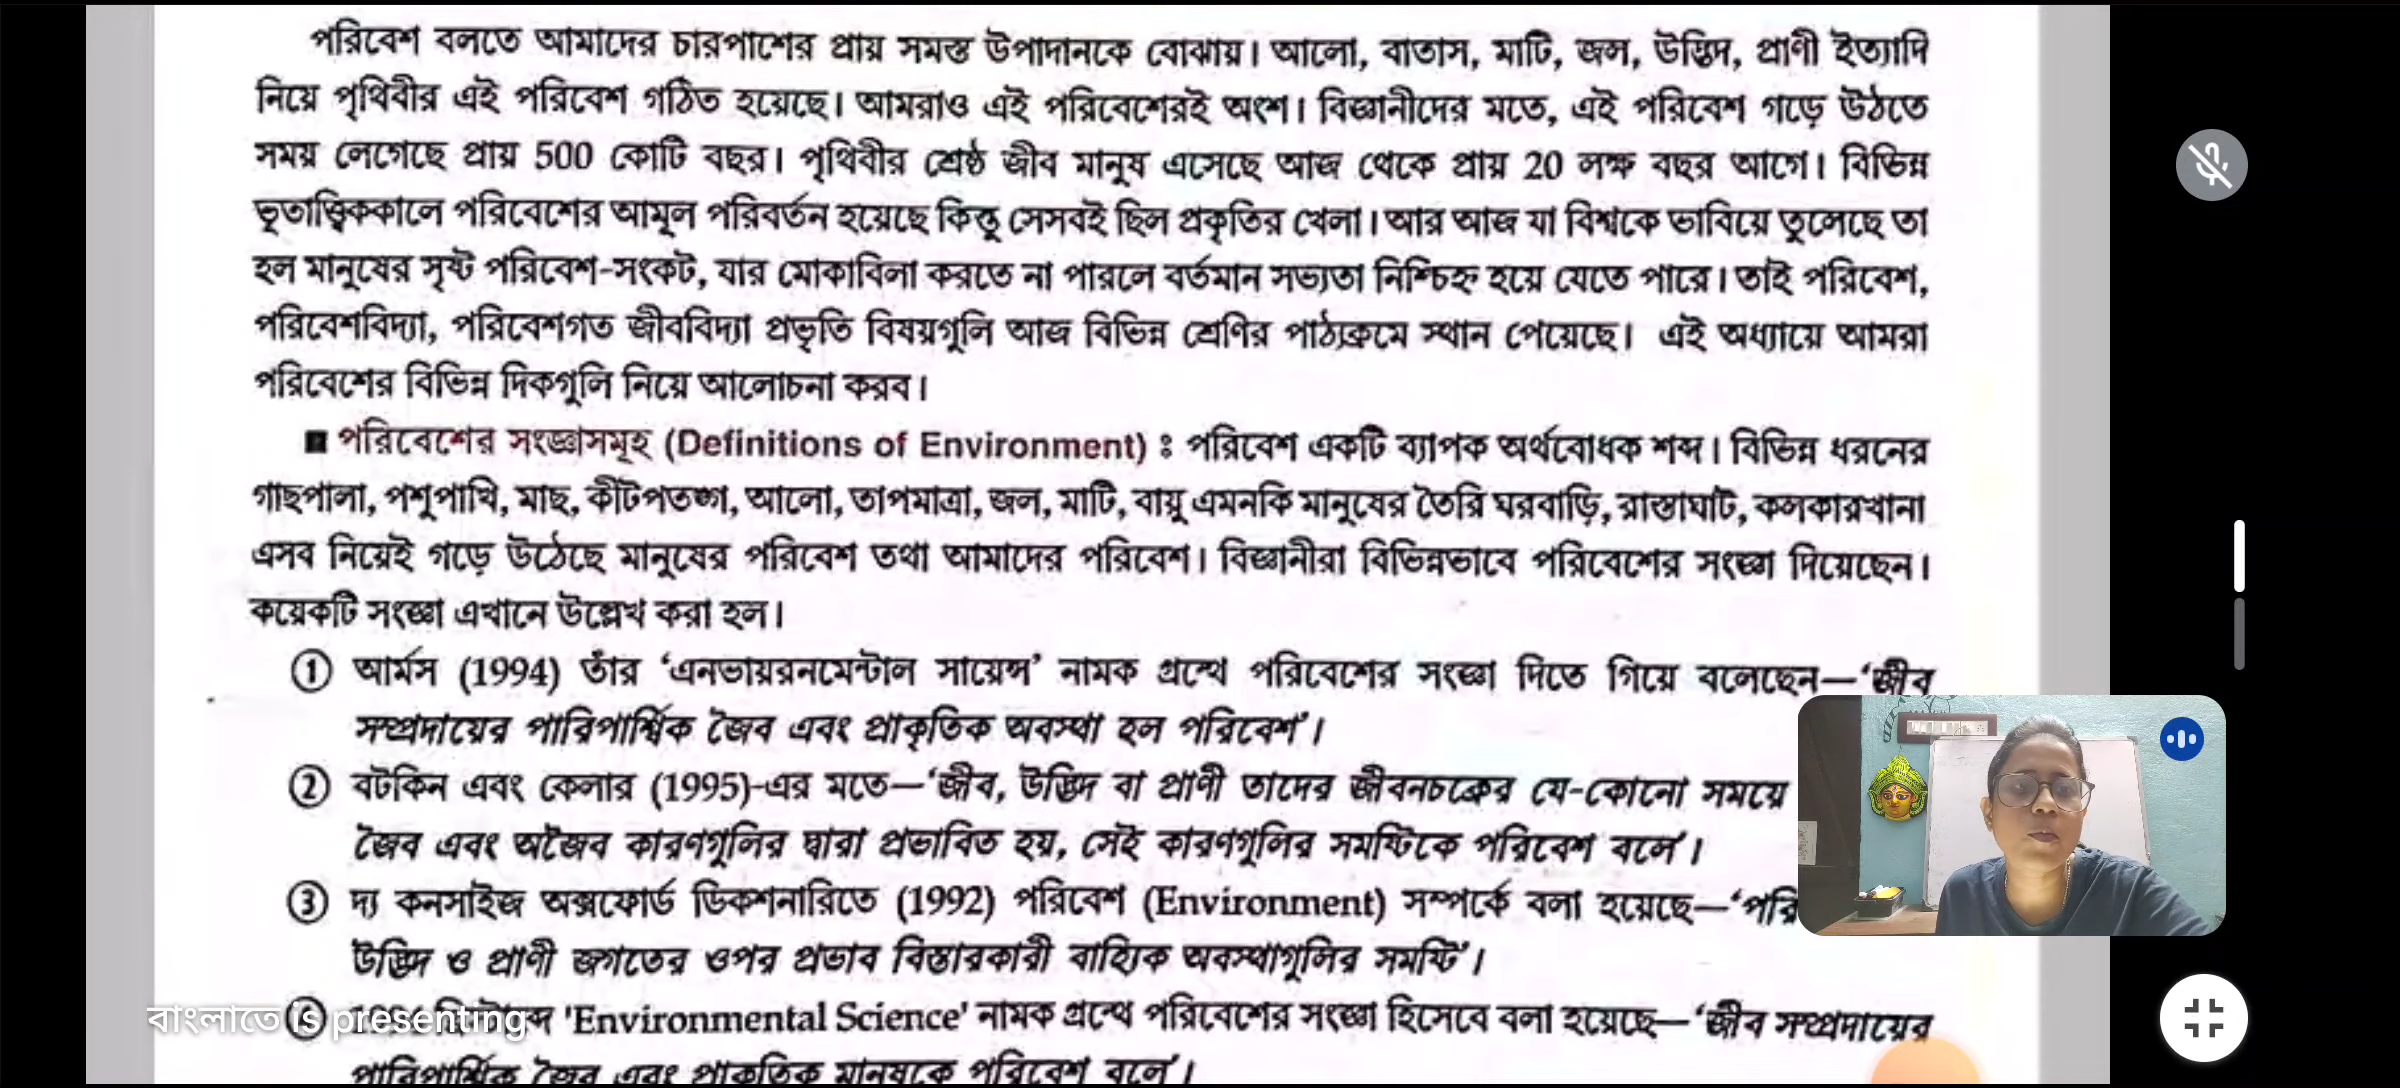 পরিবেশ বলতে আমাদের চারপাশের প্রায় সমস্ত উপাদানকে বোঝায়। আলো, বাতাস, মাটি, জল, উদ্ভিদ, প্রাণী ইত্যাদি
নিয়ে পৃথিবীর এই পরিবেশ গঠিত হয়েছে। আমরাও এই পরিবেশেরই অংশ। বিজ্ঞানীদের মতে, এই পরিবেশ গড়ে উঠতে
সময় লেগেছে প্রায় 500 কোটি বছর। পৃথিবীর শ্রেষ্ঠ জীব মানুষ এসেছে আজ থেকে প্রায় 20 লক্ষ বছর আগে। বিভিন্ন
ভূতাত্ত্বিককালে পরিবেশের আমূল পরিবর্তন হয়েছে কিন্তু সেসবই ছিল প্রকৃতির খেলা। আর আজ যা বিশ্বকে ভাবিয়ে তুলেছে তা
হল মানুষের সৃষ্ট পরিবেশ-সংকট, যার মোকাবিলা করতে না পারলে বর্তমান সভ্যতা নিশ্চিহ্ন হয়ে যেতে পারে। তাই পরিবেশ,
পরিবেশবিদ্যা, পরিবেশগত জীববিদ্যা প্রভৃতি বিষয়গুলি আজ বিভিন্ন শ্রেণির পাঠ্যক্রমে স্থান পেয়েছে। এই অধ্যায়ে আমরা
পরিবেশের বিভিন্ন দিকগুলি নিয়ে আলোচনা করব।
■ পরিবেশের সংজ্ঞাসমূহ (Definitions of Environment) : পরিবেশ একটি ব্যাপক অর্থবোধক শব্দ। বিভিন্ন ধরনের
গাছপালা, পশুপাখি, মাছ, কীটপতঙ্গ, আলো, তাপমাত্রা, জল, মাটি, বায়ু এমনকি মানুষের তৈরি ঘরবাড়ি, রাস্তাঘাট, কলকারখানা
এসব নিয়েই গড়ে উঠেছে মানুষের পরিবেশ তথা আমাদের পরিবেশ। বিজ্ঞানীরা বিভিন্নভাবে পরিবেশের সংজ্ঞা দিয়েছেন।
কয়েকটি সংজ্ঞা এখানে উল্লেখ করা হল।
① আর্মস (1994) তাঁর ‘এনভায়রনমেন্টাল সায়েন্স’ নামক গ্রন্থে পরিবেশের সংজ্ঞা দিতে গিয়ে বলেছেন—‘জীব
সম্প্রদায়ের পারিপার্শ্বিক জৈব এবং প্রাকৃতিক অবস্থা হল পরিবেশ’।
② বটকিন এবং কেলার (1995)-এর মতে—‘জীব, উদ্ভিদ বা প্রাণী তাদের জীবনচক্রের যে-কোনো সময়ে
জৈব এবং অজৈব কারণগুলির দ্বারা প্রভাবিত হয়, সেই কারণগুলির সমষ্টিকে পরিবেশ বলে’।
③ দ্য কনসাইজ অক্সফোর্ড ডিকশনারিতে (1992) পরিবেশ (Environment) সম্পর্কে বলা হয়েছে—‘পরি
উদ্ভিদ ও প্রাণী জগতের ওপর প্রভাব বিস্তারকারী বাহ্যিক অবস্থাগুলির সমষ্টি’।
'Environmental Science' নামক গ্রন্থে পরিবেশের সংজ্ঞা হিসেবে বলা হয়েছে—‘জীব সম্প্রদায়ের
পারিপার্শ্বিক জৈব এবং প্রাকৃতিক মানুষকে পরিবেশ বলে’।
বাংলাতে is presenting